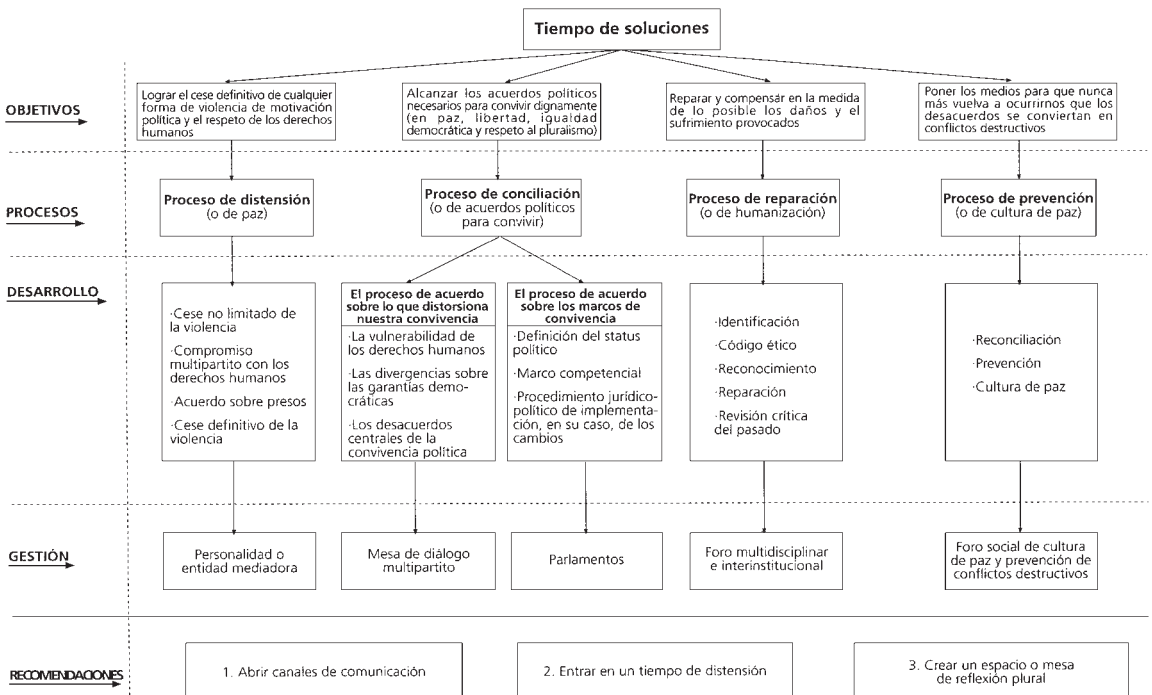 Tiempo de soluciones
OBJETIVOS
Lograr el cese definitivo de cualquier
forma de violencia de motivación
política y el respeto de los derechos
humanos
Alcanzar los acuerdos políticos
necesarios para convivir dignamente
(en paz, libertad, igualdad
democrática y respeto al pluralismo)
Reparar y compensar en la medida
de lo posible los daños y el
sufrimiento provocados
Poner los medios para que nunca
más vuelva a ocurrirnos que los
desacuerdos se conviertan en
conflictos destructivos
PROCESOS
Proceso de distensión
(o de paz)
Proceso de conciliación
(o de acuerdos políticos
para convivir)
Proceso de reparación
(o de humanización)
Proceso de prevención
(o de cultura de paz)
DESARROLLO
·Cese no limitado de
la violencia
·Compromiso
multipartito con los
derechos humanos
·Acuerdo sobre presos
·Cese definitivo de la
violencia
El proceso de acuerdo
sobre lo que distorsiona
nuestra convivencia
·La vulnerabilidad de
los derechos humanos
·Las divergencias sobre
las garantías demo-
cráticas
·Los desacuerdos
centrales de la
convivencia política
El proceso de acuerdo
sobre los marcos de
convivencia
·Definición del status
político
·Marco competencial
·Procedimiento jurídico-
político de implementa-
ción, en su caso, de los
cambios
·Identificación
·Código ético
·Reconocimiento
·Reparación
·Revisión crítica
del pasado
·Reconciliación
·Prevención
·Cultura de paz
GESTIÓN
Personalidad o
entidad mediadora
Mesa de diálogo
multipartito
Parlamentos
Foro multidisciplinar
e interinstitucional
Foro social de cultura
de paz y prevención de
conflictos destructivos
RECOMENDACIONES
1. Abrir canales de comunicación
2. Entrar en un tiempo de distensión
3. Crear un espacio o mesa
de reflexión plural